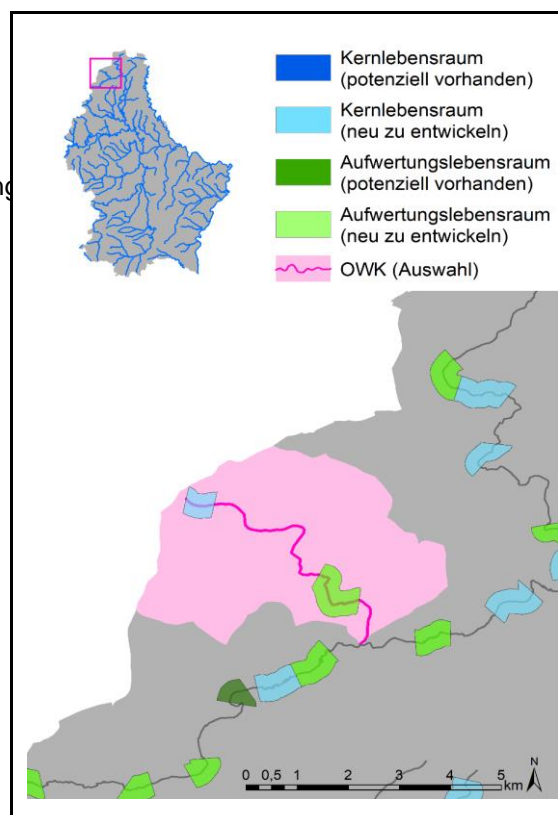 Kernlebensraum
(potenziell vorhanden)
Kernlebensraum
(neu zu entwickeln)
Aufwertungslebensraum
(potenziell vorhanden)
Aufwertungslebensraum
(neu zu entwickeln)
OWK (Auswahl)
ng
0 0,5 1 2 3 4 5
km
N